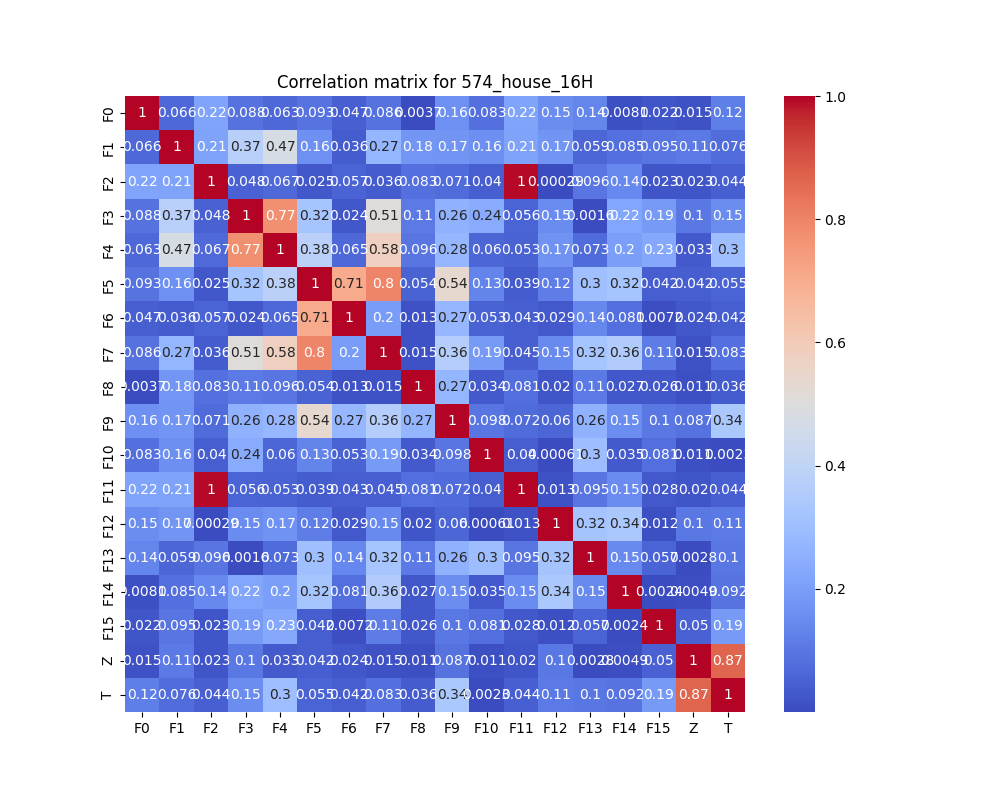 Correlation matrix for 574_house_16H
F0 1 0.066 0.22 0.088 0.063 0.093 0.047 0.086 0.0037 0.16 0.083 0.22 0.15 0.14 0.0081 0.022 0.015 0.12
F1 0.066 1 0.21 0.37 0.47 0.16 0.036 0.27 0.18 0.17 0.16 0.21 0.17 0.059 0.085 0.095 0.11 0.076
F2 0.22 0.21 1 0.048 0.067 0.025 0.057 0.036 0.083 0.071 0.04 1 0.00029 0.096 0.14 0.023 0.023 0.044
F3 0.088 0.37 0.048 1 0.77 0.32 0.024 0.51 0.11 0.26 0.24 0.056 0.15 0.0016 0.22 0.19 0.1 0.15
F4 0.063 0.47 0.067 0.77 1 0.38 0.065 0.58 0.096 0.28 0.06 0.053 0.17 0.073 0.2 0.23 0.033 0.3
F5 0.093 0.16 0.025 0.32 0.38 1 0.71 0.8 0.054 0.54 0.13 0.039 0.12 0.3 0.32 0.042 0.042 0.055
F6 0.047 0.036 0.057 0.024 0.065 0.71 1 0.2 0.013 0.27 0.053 0.043 0.029 0.14 0.081 0.0072 0.024 0.042
F7 0.086 0.27 0.036 0.51 0.58 0.8 0.2 1 0.015 0.36 0.19 0.045 0.15 0.32 0.36 0.11 0.015 0.083
F8 0.0037 0.18 0.083 0.11 0.096 0.054 0.013 0.015 1 0.27 0.034 0.081 0.02 0.11 0.027 0.026 0.011 0.036
F9 0.16 0.17 0.071 0.26 0.28 0.54 0.27 0.36 0.27 1 0.098 0.072 0.06 0.26 0.15 0.1 0.087 0.34
F10 0.083 0.16 0.04 0.24 0.06 0.13 0.053 0.19 0.034 0.098 1 0.04 0.00061 0.3 0.035 0.081 0.011 0.0023
F11 0.22 0.21 1 0.056 0.053 0.039 0.043 0.045 0.081 0.072 0.04 1 0.013 0.095 0.15 0.028 0.02 0.044
F12 0.15 0.17 0.00029 0.15 0.17 0.12 0.029 0.15 0.02 0.06 0.00061 0.013 1 0.32 0.34 0.012 0.1 0.11
F13 0.14 0.059 0.096 0.0016 0.073 0.3 0.14 0.32 0.11 0.26 0.3 0.095 0.32 1 0.15 0.057 0.0028 0.1
F14 0.0081 0.085 0.14 0.22 0.2 0.32 0.081 0.36 0.027 0.15 0.035 0.15 0.34 0.15 1 0.0024 0.0049 0.092
F15 0.022 0.095 0.023 0.19 0.23 0.042 0.0072 0.11 0.026 0.1 0.081 0.028 0.012 0.057 0.0024 1 0.05 0.19
Z 0.015 0.11 0.023 0.1 0.033 0.042 0.024 0.015 0.011 0.087 0.011 0.02 0.1 0.0028 0.0049 0.05 1 0.87
T 0.12 0.076 0.044 0.15 0.3 0.055 0.042 0.083 0.036 0.34 0.0023 0.044 0.11 0.1 0.092 0.19 0.87 1
F0 F1 F2 F3 F4 F5 F6 F7 F8 F9 F10 F11 F12 F13 F14 F15 Z T
1.0
0.8
0.6
0.4
0.2